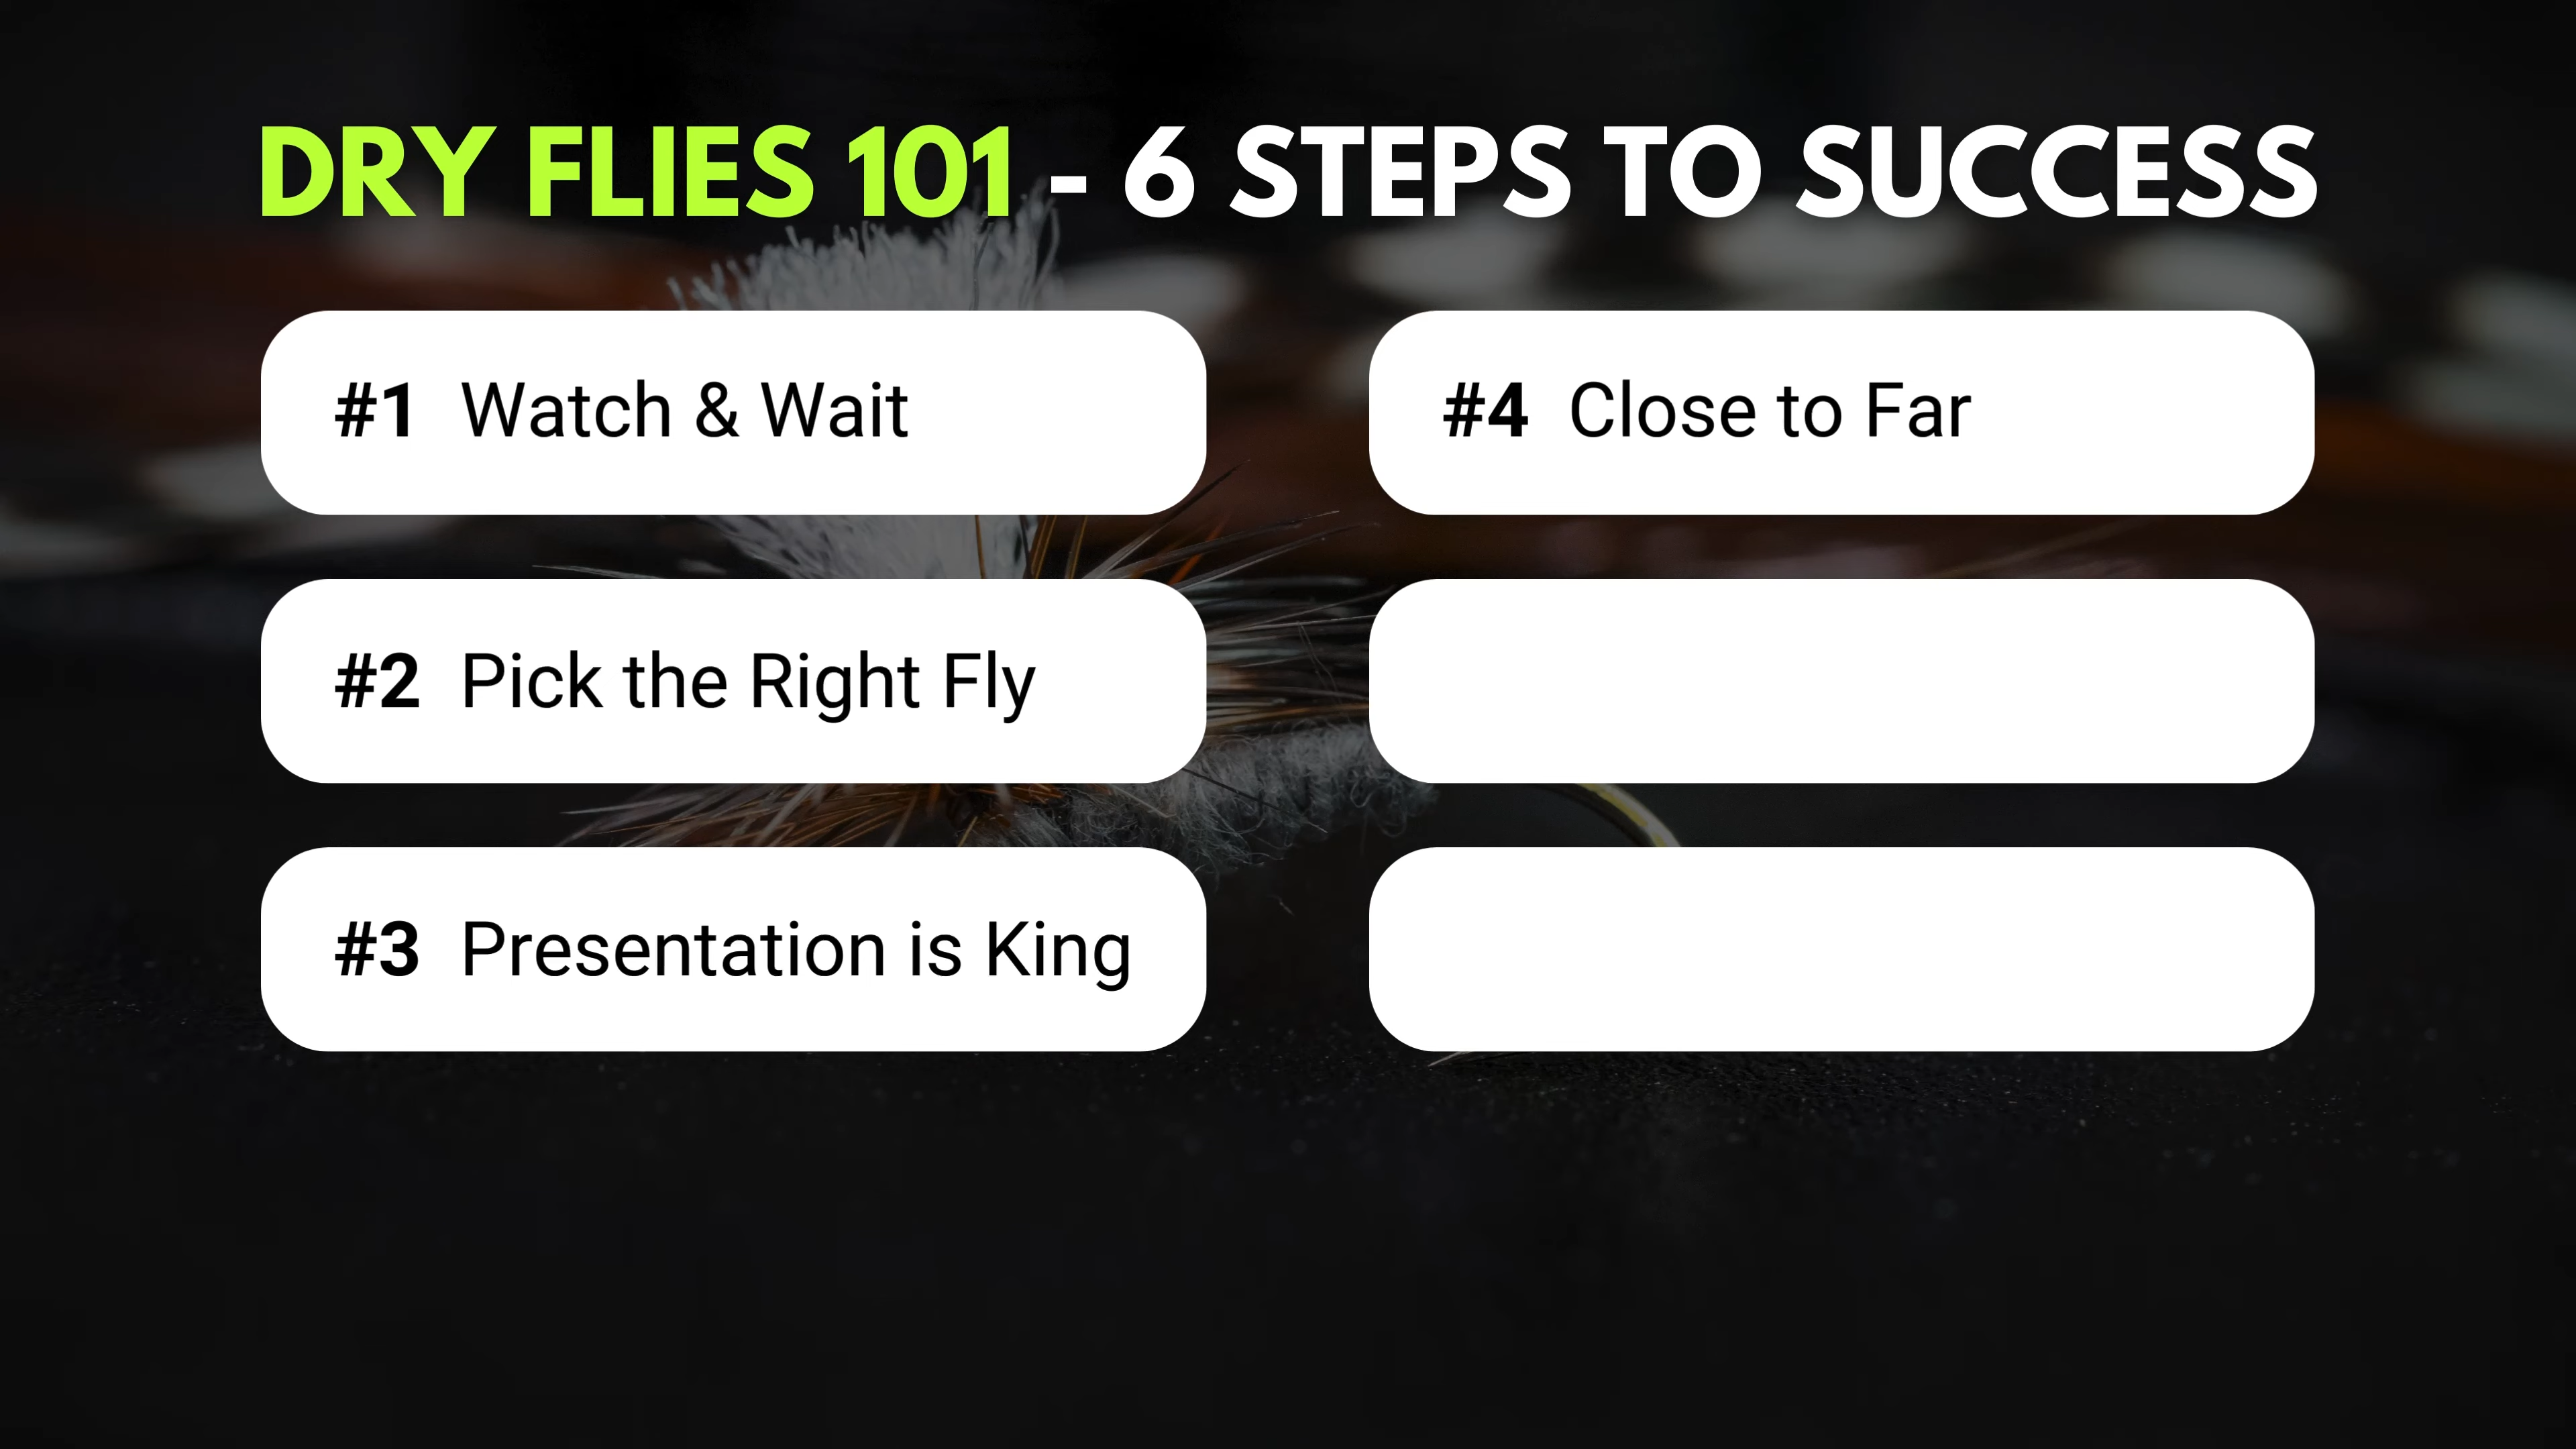 DRY FLIES 101 - 6 STEPS TO SUCCESS
#1 Watch & Wait
#2 Pick the Right Fly
#3 Presentation is King
#4 Close to Far